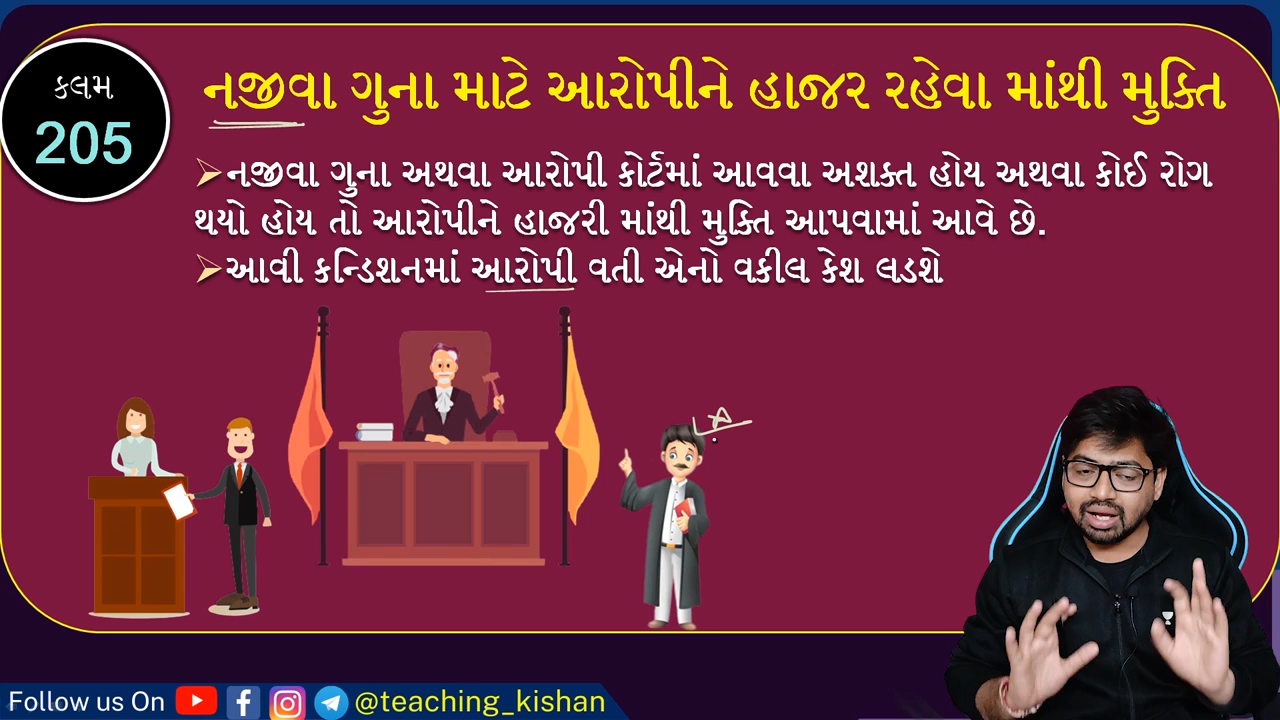 કલમ
205
નજીવા ગુના માટે આરોપીને હાજર રહેવા માંથી મુક્તિ
➢નજીવા ગુના અથવા આરોપી કોર્ટમાં આવવા અશક્ત હોય અથવા કોઈ રોગ
થયો હોય તો આરોપીને હાજરી માંથી મુક્તિ આપવામાં આવે છે.
➢આવી કન્ડિશનમાં આરોપી વતી એનો વકીલ કેશ લડશે
A
Follow us On @teaching_kishan